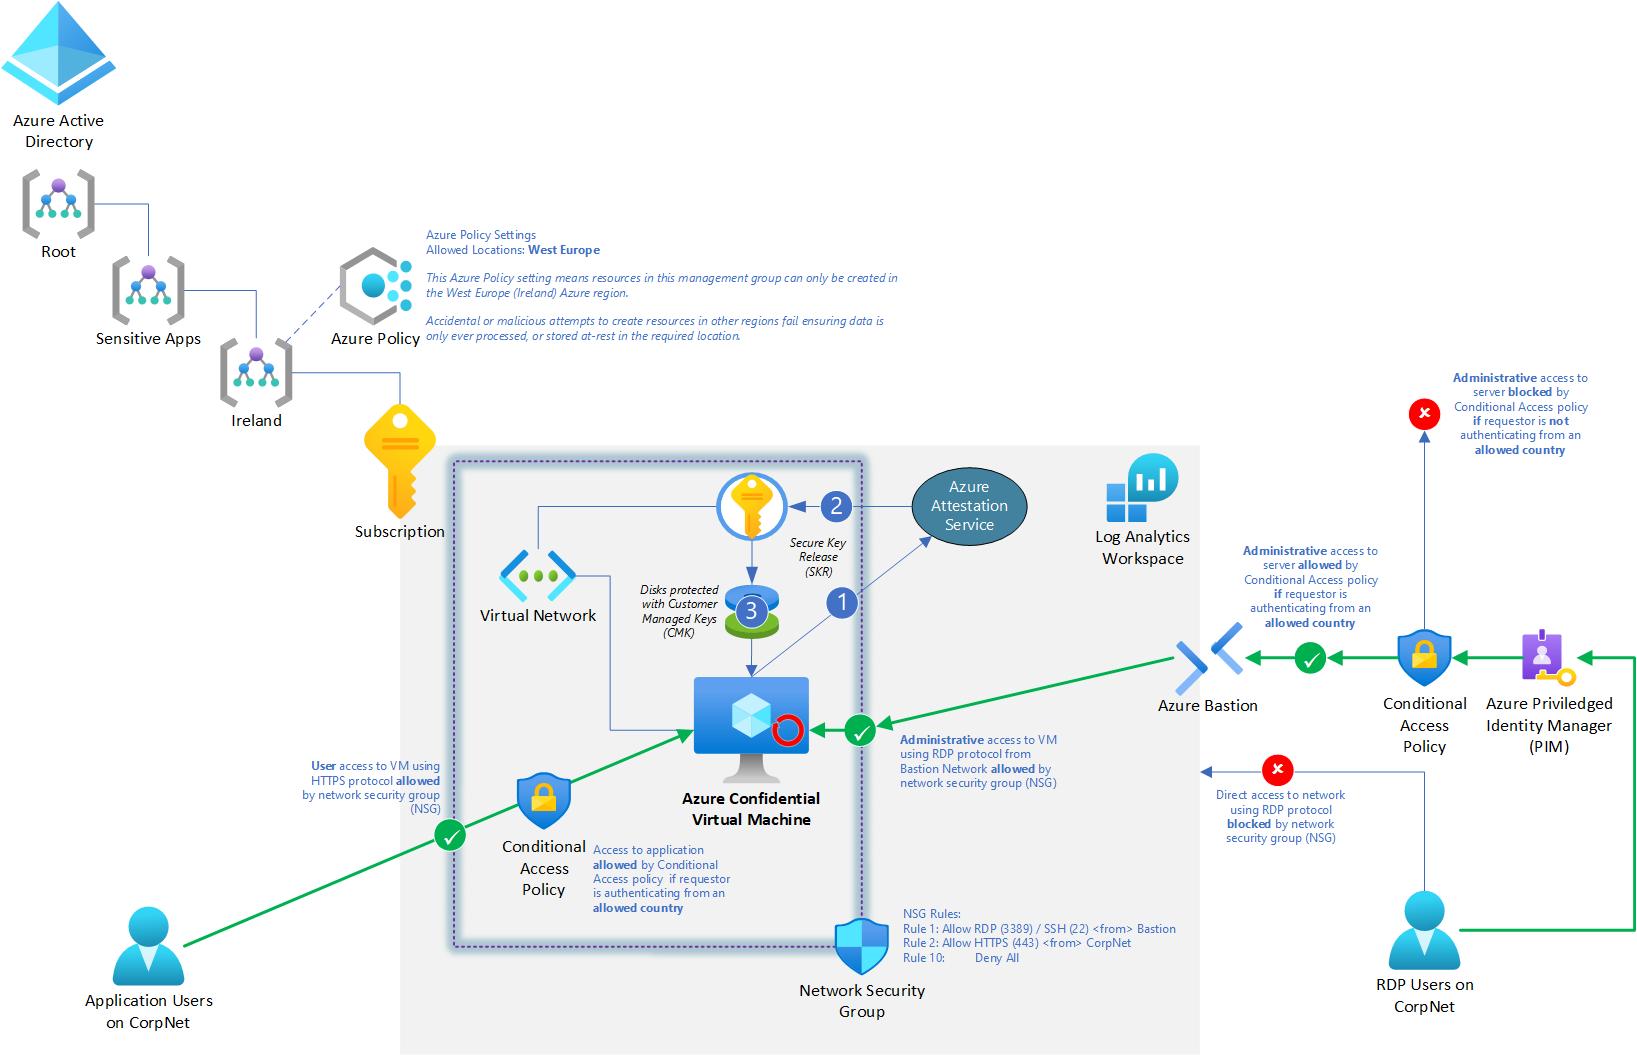 Azure Active
Directory
Root
Sensitive Apps
Ireland
Azure Policy
Azure Policy Settings
Allowed Locations: West Europe
This Azure Policy setting means resources in this management group can only be created in
the West Europe (Ireland) Azure region.
Accidental or malicious attempts to create resources in other regions fail ensuring data is
only ever processed, or stored at-rest in the required location.
Subscription
Virtual Network
2
Secure Key
Release
(SKR)
Azure
Attestation
Service
1
Disks protected
with Customer
Managed Keys
(CMK)
3
Log Analytics
Workspace
Administrative access to
server blocked by
Conditional Access policy
if requestor is not
authenticating from an
allowed country
Administrative access to
server allowed by
Conditional Access policy
if requestor is
authenticating from an
allowed country
Azure Bastion
Conditional
Access
Policy
Azure Priviledged
Identity Manager
(PIM)
Administrative access to VM
using RDP protocol from
Bastion Network allowed by
network security group (NSG)
Direct access to network
using RDP protocol
blocked by network
security group (NSG)
User access to VM using
HTTPS protocol allowed
by network security group
(NSG)
Azure Confidential
Virtual Machine
Conditional
Access
Policy
Access to application
allowed by Conditional
Access policy if requestor
is authenticating from an
allowed country
NSG Rules:
Rule 1: Allow RDP (3389) / SSH (22) <from> Bastion
Rule 2: Allow HTTPS (443) <from> CorpNet
Rule 10: Deny All
Network Security
Group
Application Users
on CorpNet
RDP Users on
CorpNet